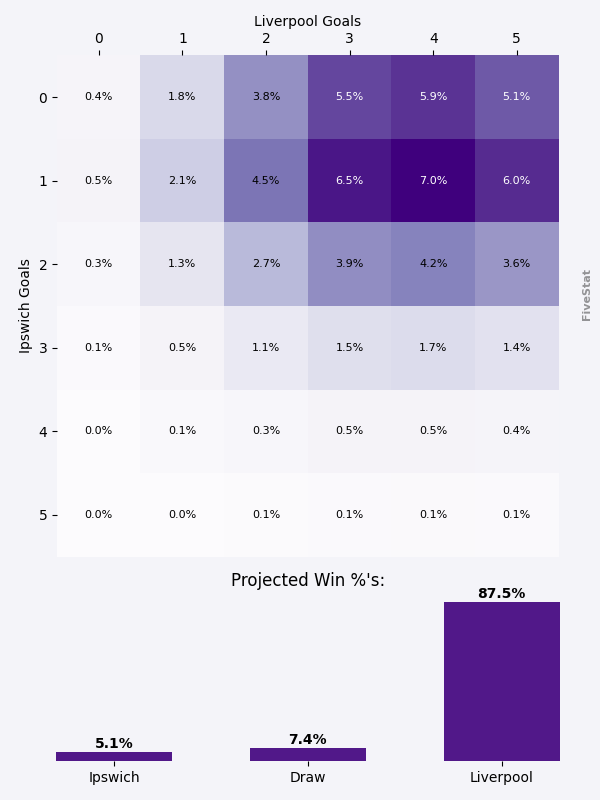 Liverpool Goals
0 1 2 3 4 5
0 0.4% 1.8% 3.8% 5.5% 5.9% 5.1%
1 0.5% 2.1% 4.5% 6.5% 7.0% 6.0%
2 0.3% 1.3% 2.7% 3.9% 4.2% 3.6%
3 0.1% 0.5% 1.1% 1.5% 1.7% 1.4%
4 0.0% 0.1% 0.3% 0.5% 0.5% 0.4%
5 0.0% 0.0% 0.1% 0.1% 0.1% 0.1%
Ipswich Goals
FiveStat
Projected Win %'s:
5.1% 7.4% 87.5%
Ipswich Draw Liverpool